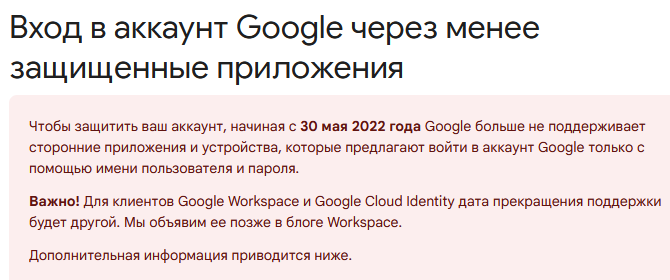 Вход в аккаунт Google через менее
защищенные приложения
Чтобы защитить ваш аккаунт, начиная с 30 мая 2022 года Google больше не поддерживает
сторонние приложения и устройства, которые предлагают войти в аккаунт Google только с
помощью имени пользователя и пароля.
Важно! Для клиентов Google Workspace и Google Cloud Identity дата прекращения поддержки
будет другой. Мы объявим ее позже в блоге Workspace.
Дополнительная информация приводится ниже.